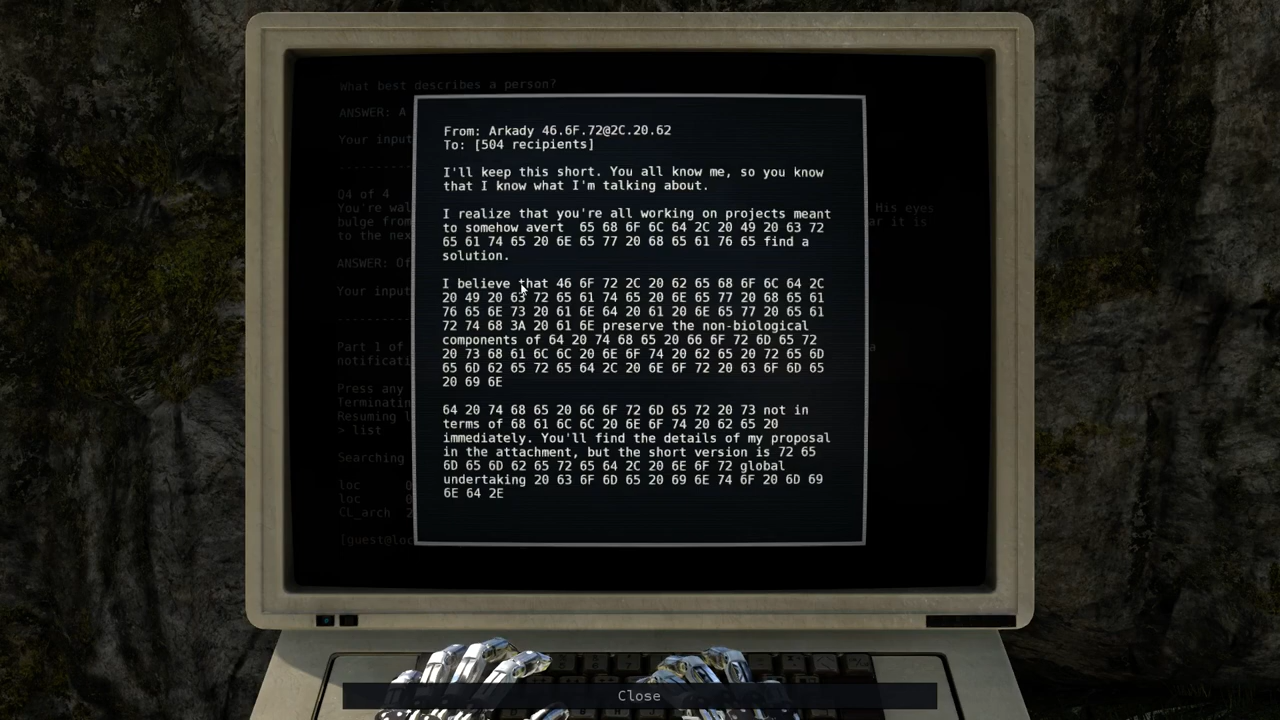 What best describes a person?
ANSWER: A
Your input
From: Arkady 46.6F.72@2C.20.62
To: [504 recipients]
I'll keep this short. You all know me, so you know
that I know what I'm talking about.
I realize that you're all working on projects meant
to somehow avert  65 68 6F 6C 64 2C 20 49 20 63 72
65 61 74 65 20 6E 65 77 20 68 65 61 76 65 find a
solution.
I believe that 46 6F 72 2C 20 62 65 68 6F 6C 64 2C
20 49 20 63 72 65 61 74 65 20 6E 65 77 20 68 65 61
76 65 6E 73 20 61 6E 64 20 61 20 6E 65 77 20 65 61
72 74 68 3A 20 61 6E preserve the non-biological
components of 64 20 74 68 65 20 66 6F 72 6D 65 72
20 73 68 61 6C 6C 20 6E 6F 74 20 62 65 20 72 65 6D
65 6D 62 65 72 65 64 2C 20 6E 6F 72 20 63 6F 6D 65
20 69 6E
64 20 74 68 65 20 66 6F 72 6D 65 72 20 73 not in
terms of 68 61 6C 6C 20 6E 6F 74 20 62 65 20
immediately. You'll find the details of my proposal
in the attachment, but the short version is 72 65
6D 65 6D 62 65 72 65 64 2C 20 6E 6F 72 global
undertaking 20 63 6F 6D 65 20 69 6E 74 6F 20 6D 69
6E 64 2E
Q4 of 4
You're wal His eyes
bulge from ar it is
to the nex
ANSWER: Of
Your input
Part 1 of
notificati
Press any
Terminatin
Resuming l
> list
Searching
loc
loc
CL_arch 2
[guest@loc
Close